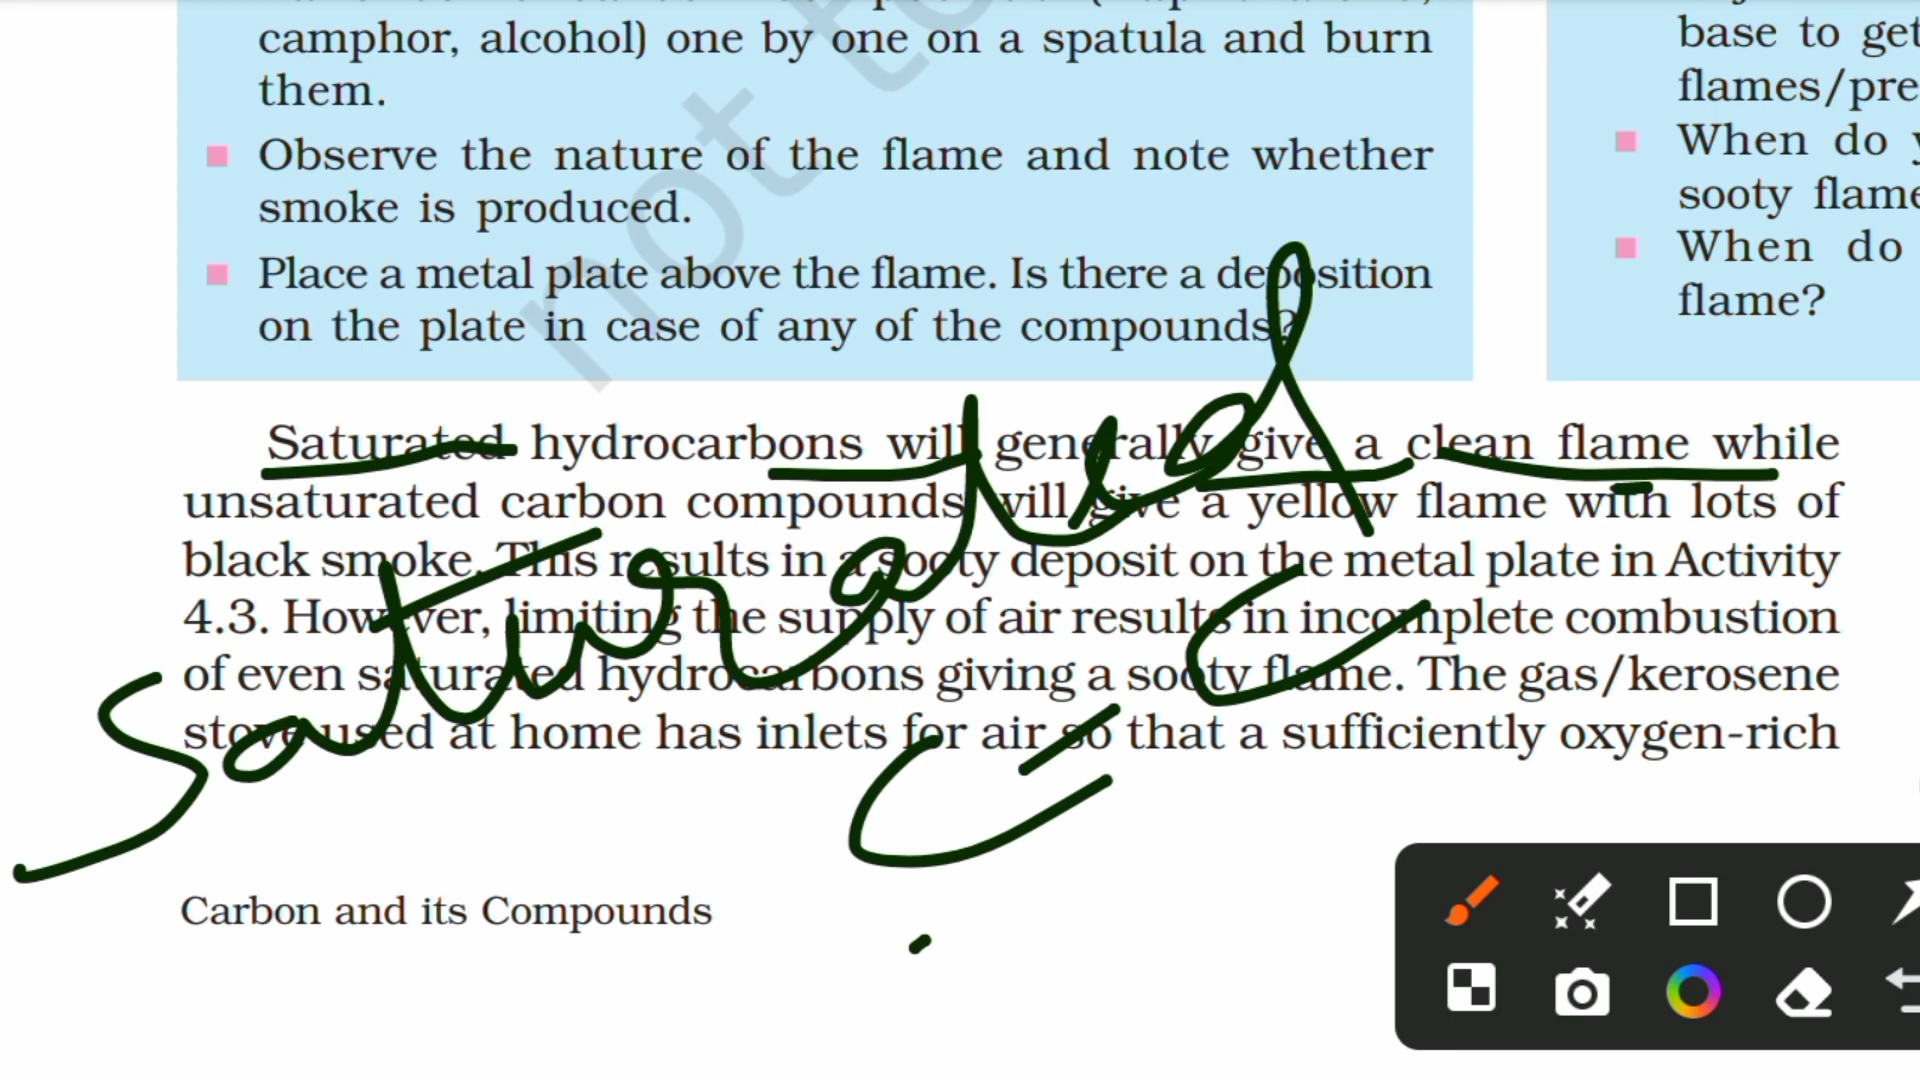 camphor, alcohol) one by one on a spatula and burn
them.
Observe the nature of the flame and note whether
smoke is produced.
Place a metal plate above the flame. Is there a deposition
on the plate in case of any of the compounds?
base to get
flames/pre
When do y
sooty flame
When do
flame?
Saturated hydrocarbons will generally give a clean flame while
unsaturated carbon compounds will give a yellow flame with lots of
black smoke. This results in a sooty deposit on the metal plate in Activity
4.3. However, limiting the supply of air results in incomplete combustion
of even saturated hydrocarbons giving a sooty flame. The gas/kerosene
stove used at home has inlets for air so that a sufficiently oxygen-rich
Saturated
C - C
Carbon and its Compounds
not to